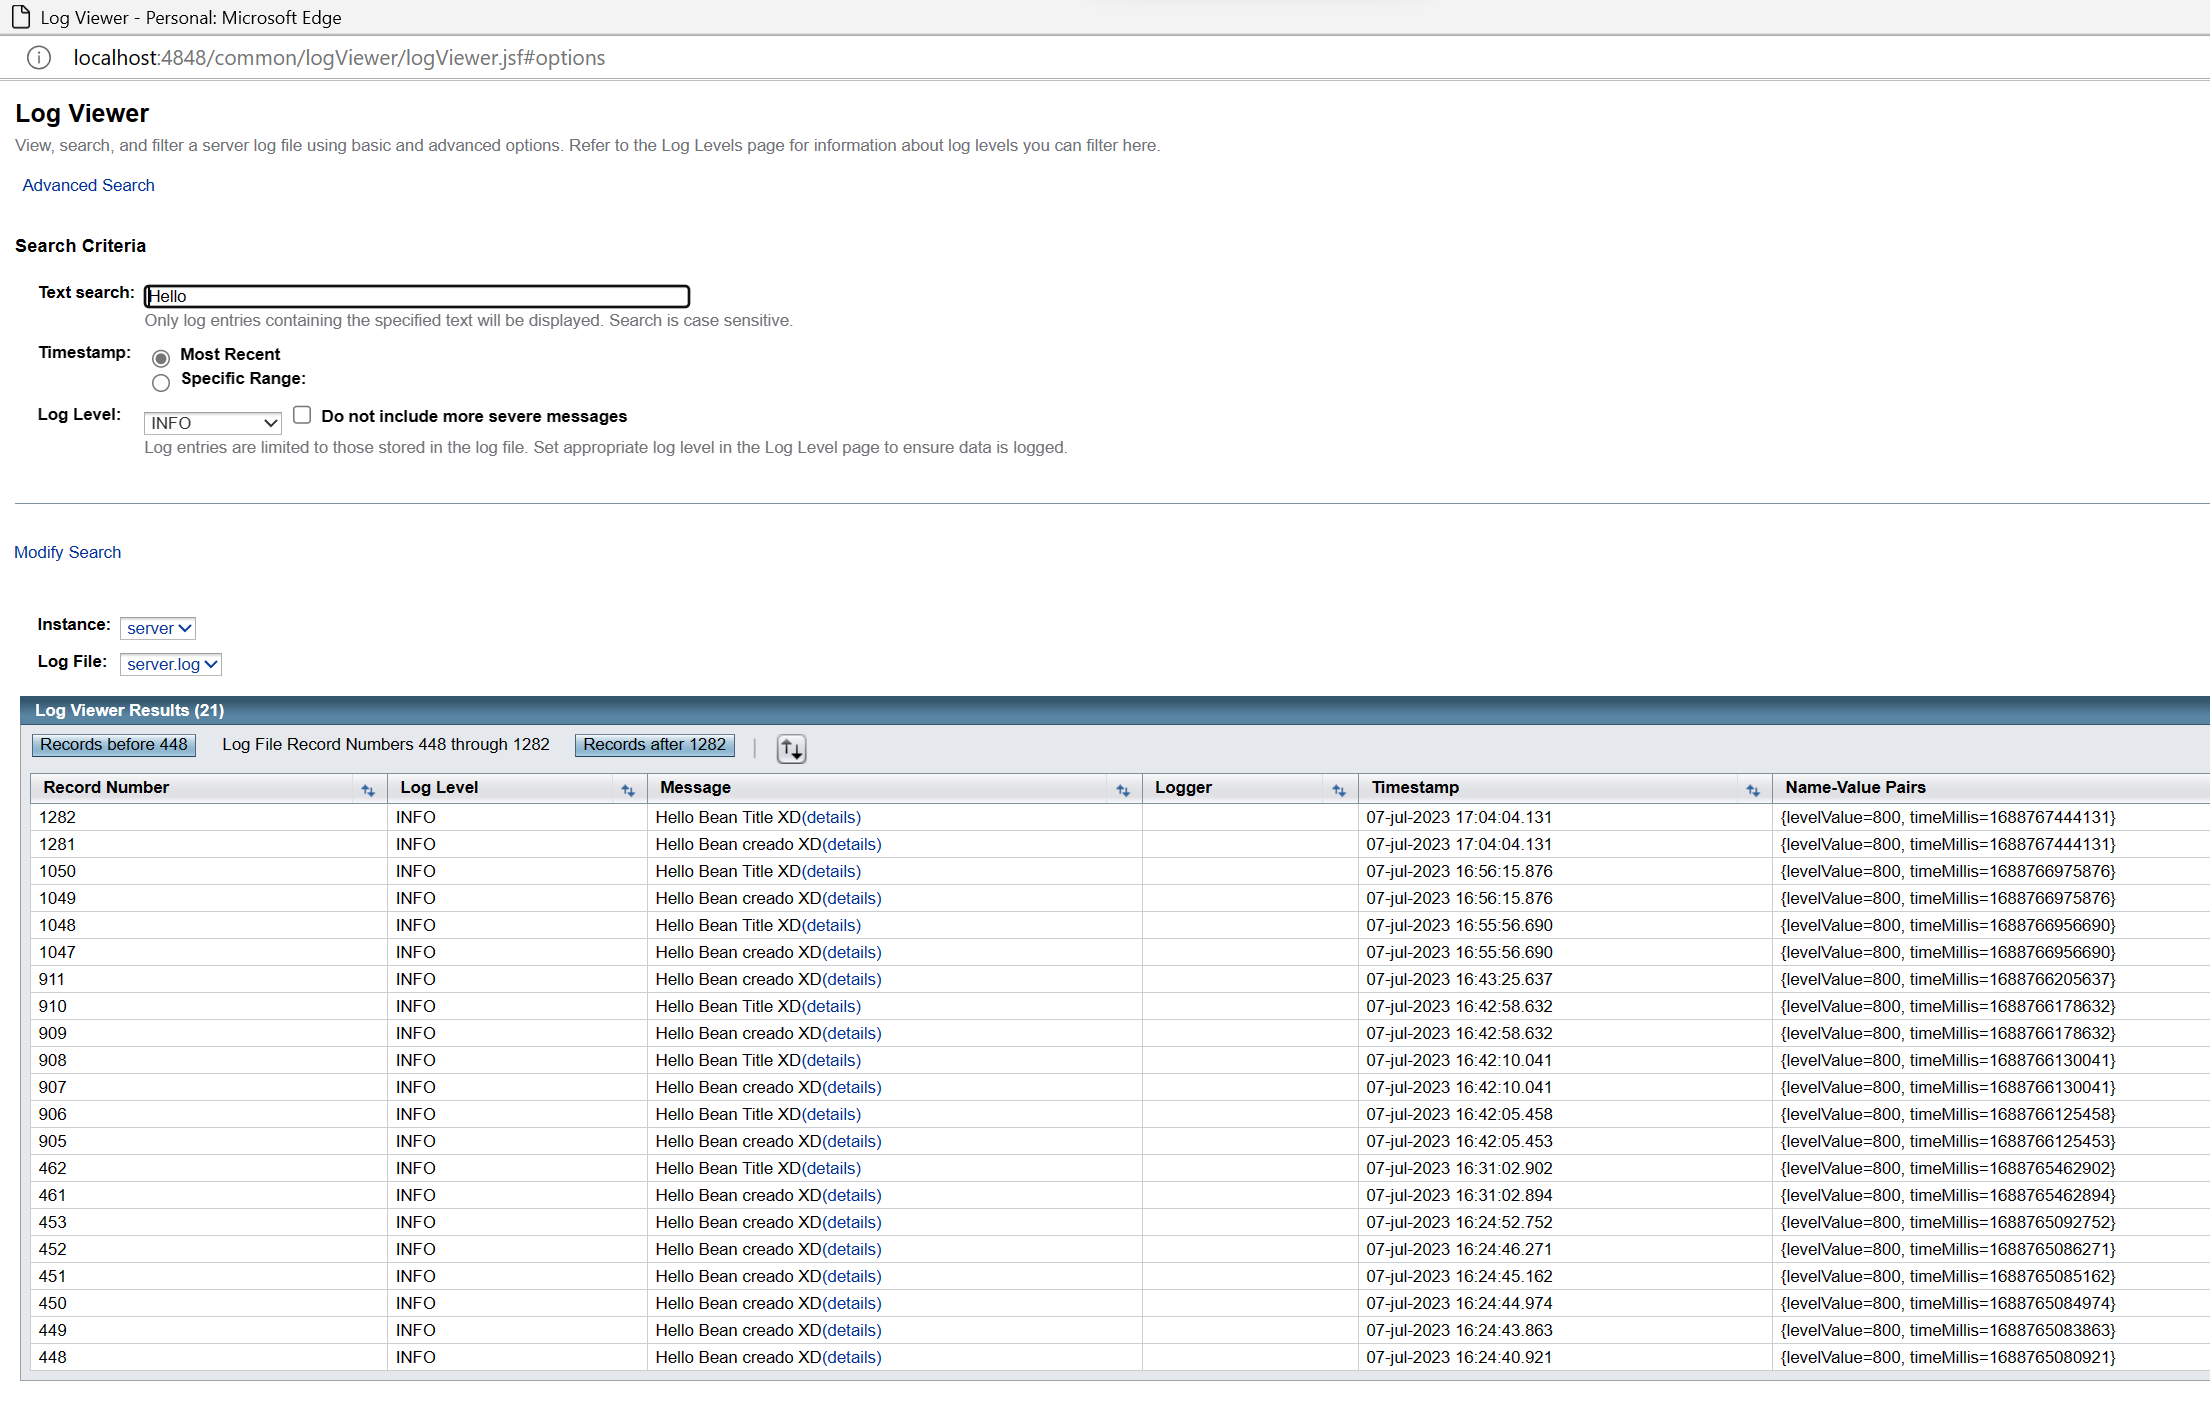 Log Viewer - Personal: Microsoft Edge
localhost:4848/common/logViewer/logViewer.jsf#options
Log Viewer
View, search, and filter a server log file using basic and advanced options. Refer to the Log Levels page for information about log levels you can filter here.
Advanced Search
Search Criteria
Text search: Hello
Only log entries containing the specified text will be displayed. Search is case sensitive.
Timestamp: Most Recent
Specific Range:
Log Level: INFO Do not include more severe messages
Log entries are limited to those stored in the log file. Set appropriate log level in the Log Level page to ensure data is logged.
Modify Search
Instance: server
Log File: server.log
Log Viewer Results (21)
Records before 448 Log File Record Numbers 448 through 1282 Records after 1282
Record Number Log Level Message Logger Timestamp Name-Value Pairs
1282 INFO Hello Bean Title XD(details) 07-jul-2023 17:04:04.131 {levelValue=800, timeMillis=1688767444131}
1281 INFO Hello Bean creado XD(details) 07-jul-2023 17:04:04.131 {levelValue=800, timeMillis=1688767444131}
1050 INFO Hello Bean Title XD(details) 07-jul-2023 16:56:15.876 {levelValue=800, timeMillis=1688766975876}
1049 INFO Hello Bean creado XD(details) 07-jul-2023 16:56:15.876 {levelValue=800, timeMillis=1688766975876}
1048 INFO Hello Bean Title XD(details) 07-jul-2023 16:55:56.690 {levelValue=800, timeMillis=1688766956690}
1047 INFO Hello Bean creado XD(details) 07-jul-2023 16:55:56.690 {levelValue=800, timeMillis=1688766956690}
911 INFO Hello Bean creado XD(details) 07-jul-2023 16:43:25.637 {levelValue=800, timeMillis=1688766205637}
910 INFO Hello Bean Title XD(details) 07-jul-2023 16:42:58.632 {levelValue=800, timeMillis=1688766178632}
909 INFO Hello Bean creado XD(details) 07-jul-2023 16:42:58.632 {levelValue=800, timeMillis=1688766178632}
908 INFO Hello Bean Title XD(details) 07-jul-2023 16:42:10.041 {levelValue=800, timeMillis=1688766130041}
907 INFO Hello Bean creado XD(details) 07-jul-2023 16:42:10.041 {levelValue=800, timeMillis=1688766130041}
906 INFO Hello Bean Title XD(details) 07-jul-2023 16:42:05.458 {levelValue=800, timeMillis=1688766125458}
905 INFO Hello Bean creado XD(details) 07-jul-2023 16:42:05.453 {levelValue=800, timeMillis=1688766125453}
462 INFO Hello Bean Title XD(details) 07-jul-2023 16:31:02.902 {levelValue=800, timeMillis=1688765462902}
461 INFO Hello Bean creado XD(details) 07-jul-2023 16:31:02.894 {levelValue=800, timeMillis=1688765462894}
453 INFO Hello Bean creado XD(details) 07-jul-2023 16:24:52.752 {levelValue=800, timeMillis=1688765092752}
452 INFO Hello Bean creado XD(details) 07-jul-2023 16:24:46.271 {levelValue=800, timeMillis=1688765086271}
451 INFO Hello Bean creado XD(details) 07-jul-2023 16:24:45.162 {levelValue=800, timeMillis=1688765085162}
450 INFO Hello Bean creado XD(details) 07-jul-2023 16:24:44.974 {levelValue=800, timeMillis=1688765084974}
449 INFO Hello Bean creado XD(details) 07-jul-2023 16:24:43.863 {levelValue=800, timeMillis=1688765083863}
448 INFO Hello Bean creado XD(details) 07-jul-2023 16:24:40.921 {levelValue=800, timeMillis=1688765080921}